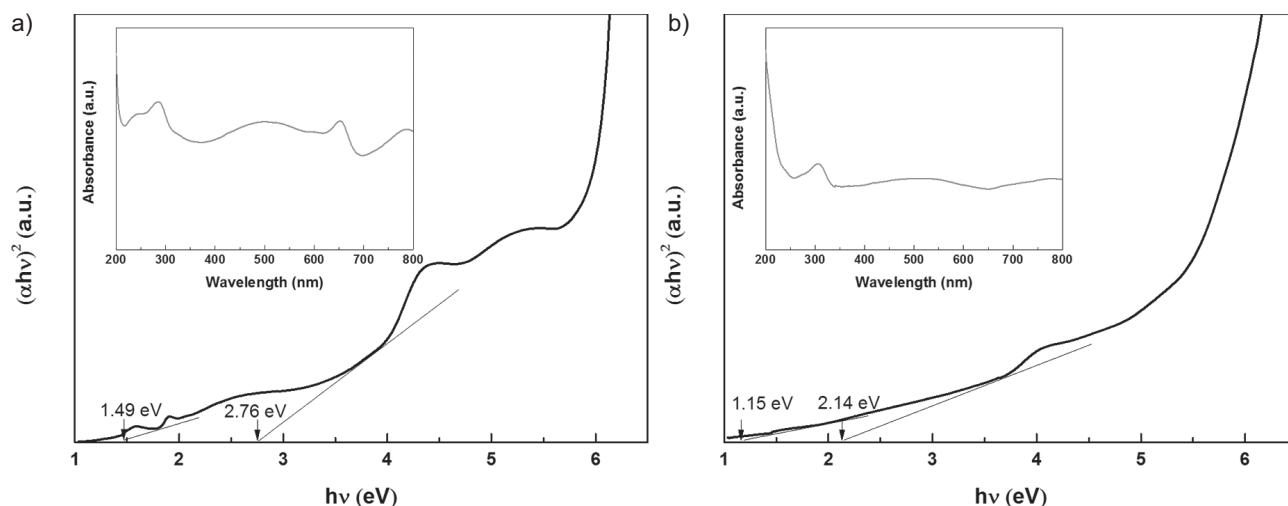 a)
Absorbance (a.u.)
200 300 400 500 600 700 800
Wavelength (nm)
(αhν)² (a.u.)
1.49 eV
2.76 eV
1 2 3 4 5 6
hν (eV)
b)
Absorbance (a.u.)
200 300 400 500 600 700 800
Wavelength (nm)
(αhν)² (a.u.)
1.15 eV
2.14 eV
1 2 3 4 5 6
hν (eV)